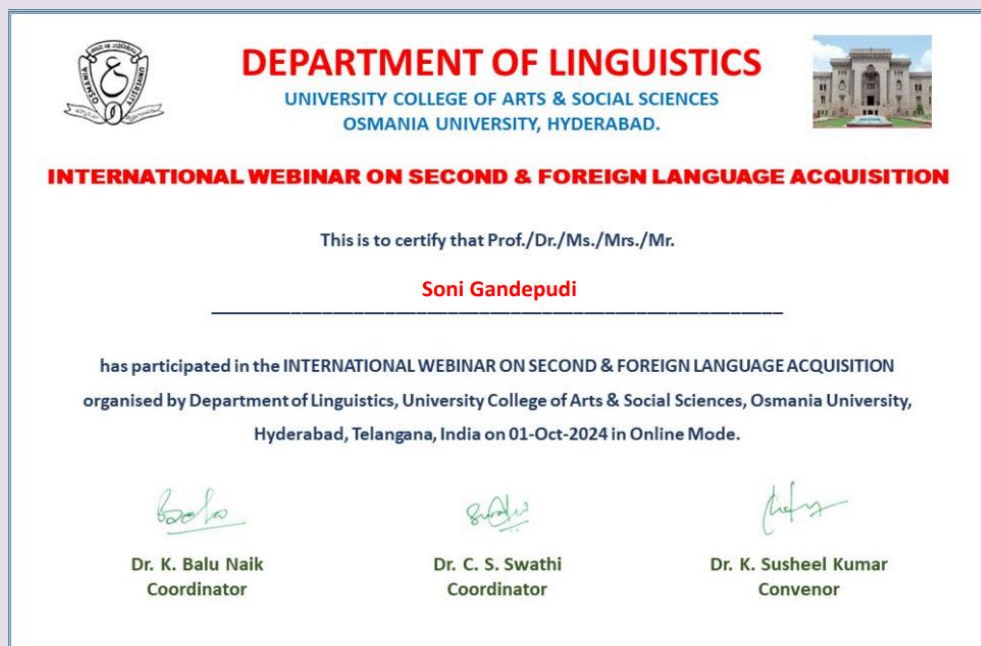 DEPARTMENT OF LINGUISTICS
UNIVERSITY COLLEGE OF ARTS & SOCIAL SCIENCES
OSMANIA UNIVERSITY, HYDERABAD.
OSMANIA UNIVERSITY
INTERNATIONAL WEBINAR ON SECOND & FOREIGN LANGUAGE ACQUISITION
This is to certify that Prof./Dr./Ms./Mrs./Mr.
Soni Gandepudi
has participated in the INTERNATIONAL WEBINAR ON SECOND & FOREIGN LANGUAGE ACQUISITION
organised by Department of Linguistics, University College of Arts & Social Sciences, Osmania University,
Hyderabad, Telangana, India on 01-Oct-2024 in Online Mode.
Dr. K. Balu Naik
Coordinator
Dr. C. S. Swathi
Coordinator
Dr. K. Susheel Kumar
Convenor